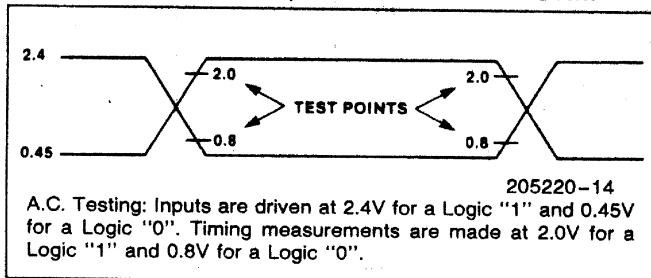 2.4
2.0
2.0
TEST POINTS
0.8
0.8
0.45
205220-14
A.C. Testing: Inputs are driven at 2.4V for a Logic "1" and 0.45V
for a Logic "0". Timing measurements are made at 2.0V for a
Logic "1" and 0.8V for a Logic "0".